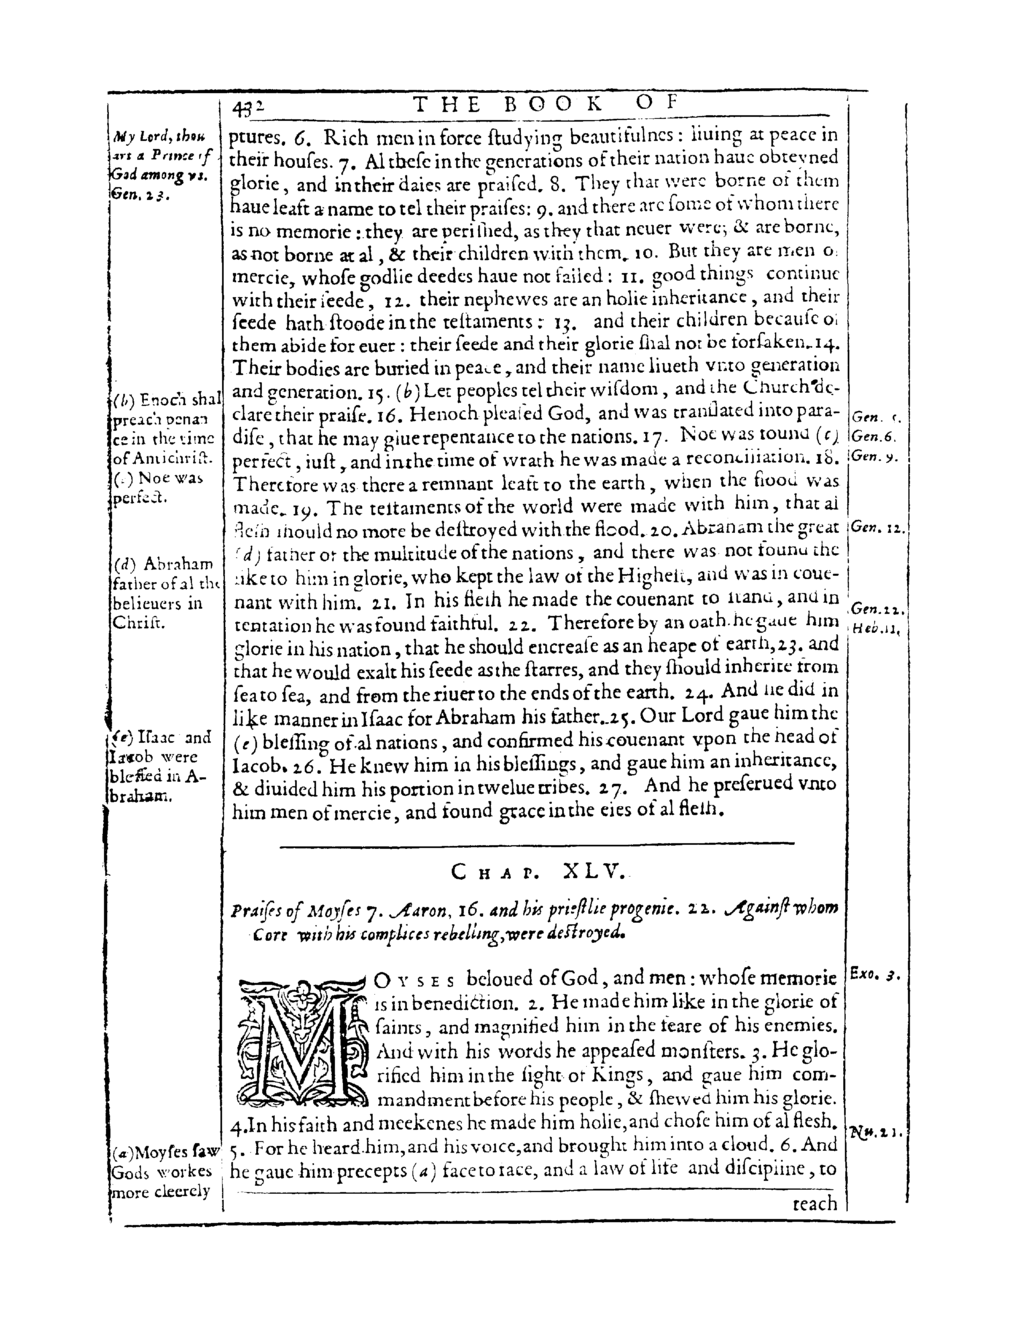 432 THE BOOK OF
My Lord, thou
art a Prince of
God among vs.
Gen. 23.
ptures. 6. Rich men in force ſtudying beautifulnes: liuing at peace in
their houſes. 7. Al theſe in the generations of their nation haue obteyned
glorie, and in their daies are praiſed. 8. They that were borne of them
haue leaft a name to tel their praiſes: 9. and there are ſome of whom there
is no memorie: they are periſhed, as they that neuer were; & are borne,
as not borne at al, & their children with them. 10. But they are men of
mercie, whoſe godlie deedes haue not failed: 11. good things continue
with their ſeede, 12. their nephewes are an holie inheritance, and their
ſeede hath ſtoode in the teſtaments: 13. and their children becauſe of
them abide for euer: their ſeede and their glorie ſhal not be forſaken. 14.
Their bodies are buried in peace, and their name liueth vnto generation
and generation. 15. (b) Let peoples tel their wiſdom, and the Church de-
clare their praiſe. 16. Henoch pleaſed God, and was tranſlated into para-
diſe, that he may giue repentance to the nations. 17. Noe was found (c)
perfect, iuſt, and in the time of wrath he was made a reconciliation. 18.
Therefore was there a remnant leaft to the earth, when the floud was
made. 19. The teſtaments of the world were made with him, that al
fleſh ſhould no more be deſtroyed with the floud. 20. Abraham the great
(d) father of the multitude of the nations, and there was not found the
like to him in glorie, who kept the law of the Higheſt, and was in coue-
nant with him. 21. In his fleſh he made the couenant to ſtand, and in
tentation he was found faithful. 22. Therefore by an oath he gaue him
glorie in his nation, that he should encreaſe as an heape of earth, 23. and
that he would exalt his ſeede as the ſtarres, and they ſhould inherite from
ſea to ſea, and from the riuer to the ends of the earth. 24. And he did in
like manner in Iſaac for Abraham his father. 25. Our Lord gaue him the
(e) bleſſing of al nations, and confirmed his couenant vpon the head of
Iacob. 26. He knew him in his bleſſings, and gaue him an inheritance,
& diuided him his portion in twelue tribes. 27. And he preſerued vnto
him men of mercie, and found grace in the eies of al fleſh.
(b) Enoch shal
preach penan
ce in the time
of Antichriſt.
(c) Noe was
perfect.
(d) Abraham
father of al the
belieuers in
Chriſt.
(e) Iſaac and
Iacob were
bleſſed in A-
braham.
Gen. 5.
Gen. 6.
Gen. 9.
Gen. 12.
Gen. 22.
Heb. 11,
CHAP. XLV.
Praiſes of Moyſes 7. Aaron, 16. and his prieſtlie progenie. 22. Againſt whom
Core with his complices rebelling, were deſtroyed.
MOYSES beloued of God, and men: whoſe memorie
is in benediction. 2. He made him like in the glorie of
ſaints, and magnified him in the feare of his enemies.
And with his words he appeaſed monſters. 3. He glo-
rified him in the ſight of Kings, and gaue him com-
mandment before his people, & ſhewed him his glorie.
4. In his faith and meekenes he made him holie, and choſe him of al flesh.
5. For he heard him, and his voice, and brought him into a cloud. 6. And
he gaue him precepts (a) face to face, and a law of life and diſcipline, to
teach
Exo. 3.
Nu. 21.
(a) Moyſes ſaw
Gods workes
more cleerely